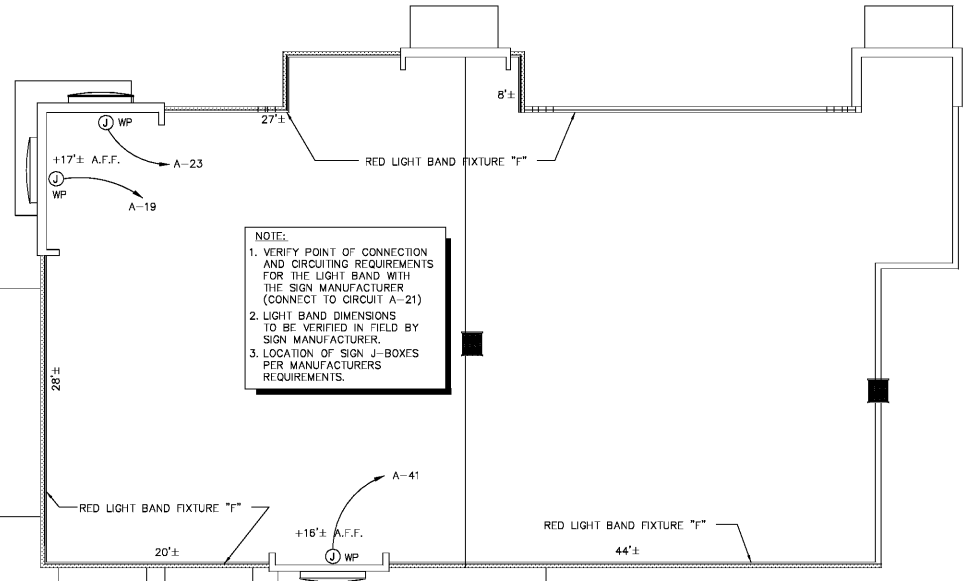 8'±
27'±
J WP
+17'± A.F.F.
A-23
RED LIGHT BAND FIXTURE "F"
J
WP
A-19
NOTE:
1. VERIFY POINT OF CONNECTION
AND CIRCUITING REQUIREMENTS
FOR THE LIGHT BAND WITH
THE SIGN MANUFACTURER
(CONNECT TO CIRCUIT A-21)
2. LIGHT BAND DIMENSIONS
TO BE VERIFIED IN FIELD BY
SIGN MANUFACTURER.
3. LOCATION OF SIGN J-BOXES
PER MANUFACTURERS
REQUIREMENTS.
28'±
A-41
RED LIGHT BAND FIXTURE "F"
RED LIGHT BAND FIXTURE "F"
+16'± A.F.F.
20'±
J WP
44'±